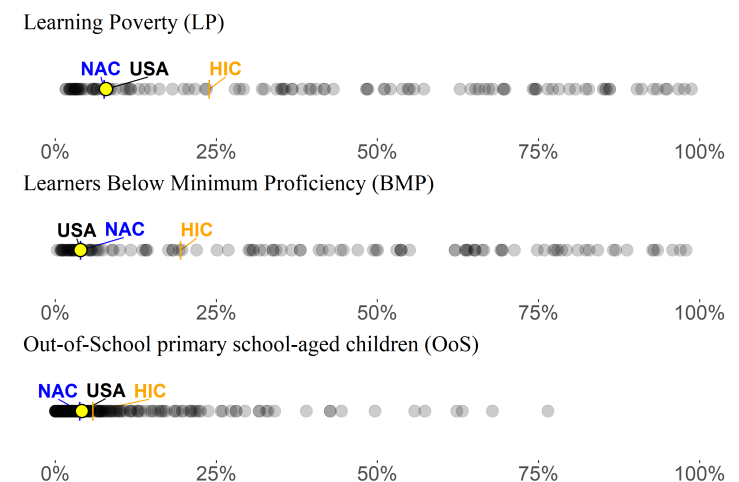 Learning Poverty (LP)
NAC USA HIC
0% 25% 50% 75% 100%
Learners Below Minimum Proficiency (BMP)
USA NAC HIC
0% 25% 50% 75% 100%
Out-of-School primary school-aged children (OoS)
NAC USA HIC
0% 25% 50% 75% 100%